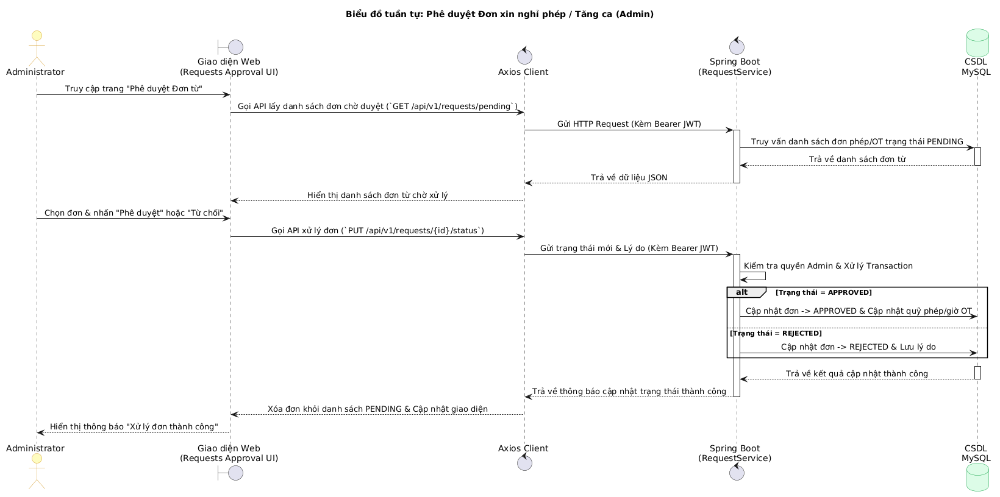 Biểu đồ tuần tự: Phê duyệt Đơn xin nghỉ phép / Tăng ca (Admin)
Administrator
Giao diện Web
(Requests Approval UI)
Axios Client
Spring Boot
(RequestService)
CSDL
MySQL
Truy cập trang "Phê duyệt Đơn từ"
Gọi API lấy danh sách đơn chờ duyệt (`GET /api/v1/requests/pending`)
Gửi HTTP Request (Kèm Bearer JWT)
Truy vấn danh sách đơn phép/OT trạng thái PENDING
Trả về danh sách đơn từ
Trả về dữ liệu JSON
Hiển thị danh sách đơn từ chờ xử lý
Chọn đơn & nhấn "Phê duyệt" hoặc "Từ chối"
Gọi API xử lý đơn (`PUT /api/v1/requests/{id}/status`)
Gửi trạng thái mới & Lý do (Kèm Bearer JWT)
Kiểm tra quyền Admin & Xử lý Transaction
alt [Trạng thái = APPROVED]
Cập nhật đơn -> APPROVED & Cập nhật quỹ phép/giờ OT
[Trạng thái = REJECTED]
Cập nhật đơn -> REJECTED & Lưu lý do
Trả về kết quả cập nhật thành công
Trả về thông báo cập nhật trạng thái thành công
Xóa đơn khỏi danh sách PENDING & Cập nhật giao diện
Hiển thị thông báo "Xử lý đơn thành công"
Administrator
Giao diện Web
(Requests Approval UI)
Axios Client
Spring Boot
(RequestService)
CSDL
MySQL